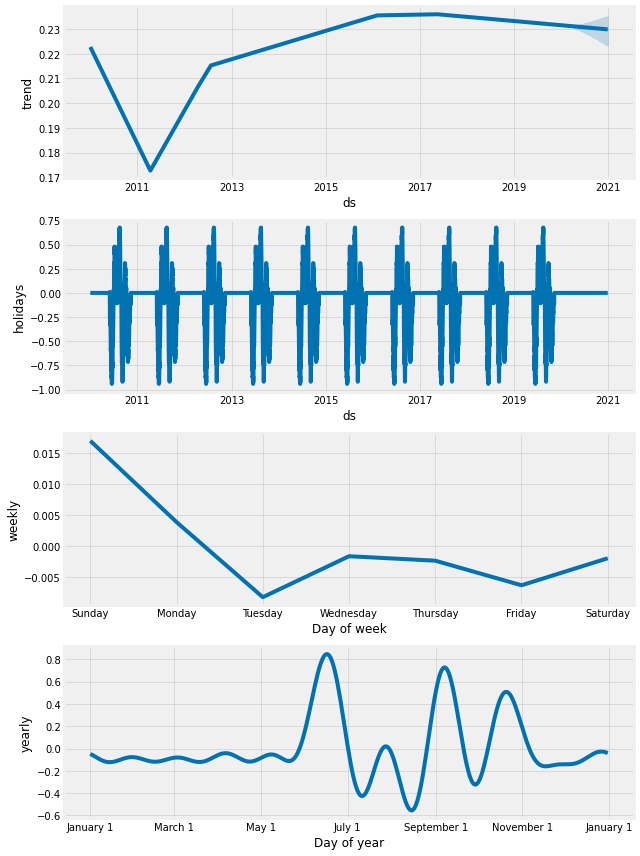 0.23
0.22
0.21
0.20
0.19
0.18
0.17
trend
2011 2013 2015 2017 2019 2021
ds
0.75
0.50
0.25
0.00
−0.25
−0.50
−0.75
−1.00
holidays
2011 2013 2015 2017 2019 2021
ds
0.015
0.010
0.005
0.000
−0.005
weekly
Sunday Monday Tuesday Wednesday Thursday Friday Saturday
Day of week
0.8
0.6
0.4
0.2
0.0
−0.2
−0.4
−0.6
yearly
January 1 March 1 May 1 July 1 September 1 November 1 January 1
Day of year